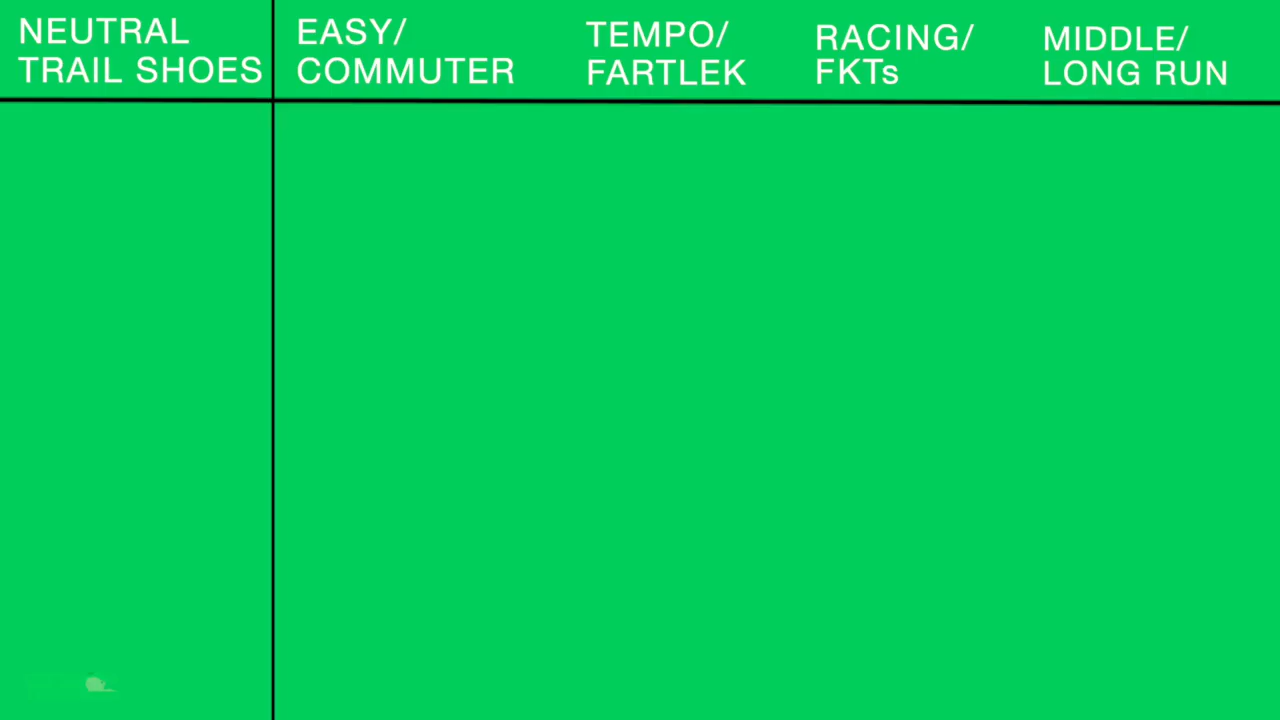 NEUTRAL
TRAIL SHOES
EASY/
COMMUTER
TEMPO/
FARTLEK
RACING/
FKTs
MIDDLE/
LONG RUN